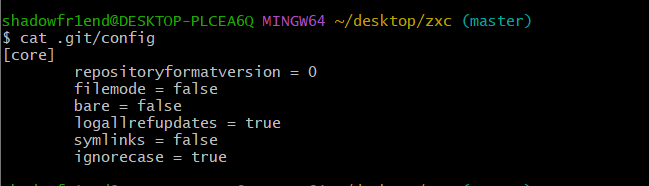 shadowfr1end@DESKTOP-PLCEA6Q MINGW64 ~/desktop/zxc (master)
$ cat .git/config
[core]
        repositoryformatversion = 0
        filemode = false
        bare = false
        logallrefupdates = true
        symlinks = false
        ignorecase = true